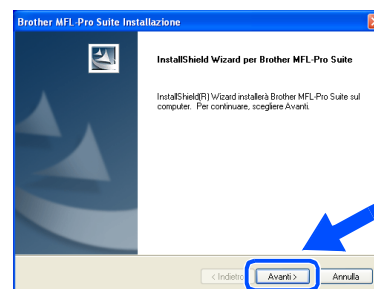 Brother MFL-Pro Suite Installazione
InstallShield Wizard per Brother MFL-Pro Suite
InstallShield(R) Wizard installerà Brother MFL-Pro Suite sul
computer. Per continuare, scegliere Avanti.
< Indietro
Avanti >
Annulla